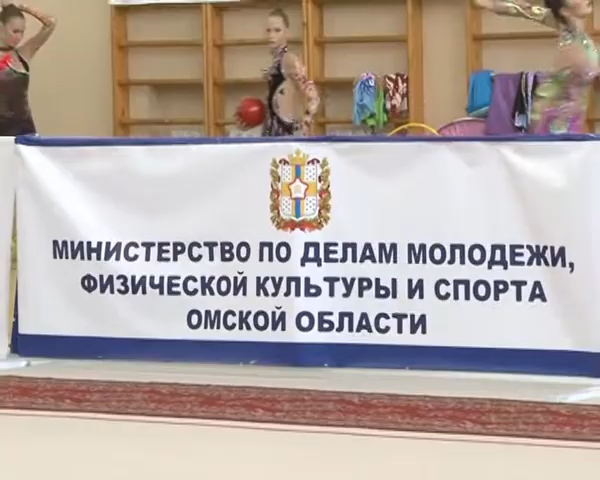 МИНИСТЕРСТВО ПО ДЕЛАМ МОЛОДЕЖИ,
ФИЗИЧЕСКОЙ КУЛЬТУРЫ И СПОРТА
ОМСКОЙ ОБЛАСТИ